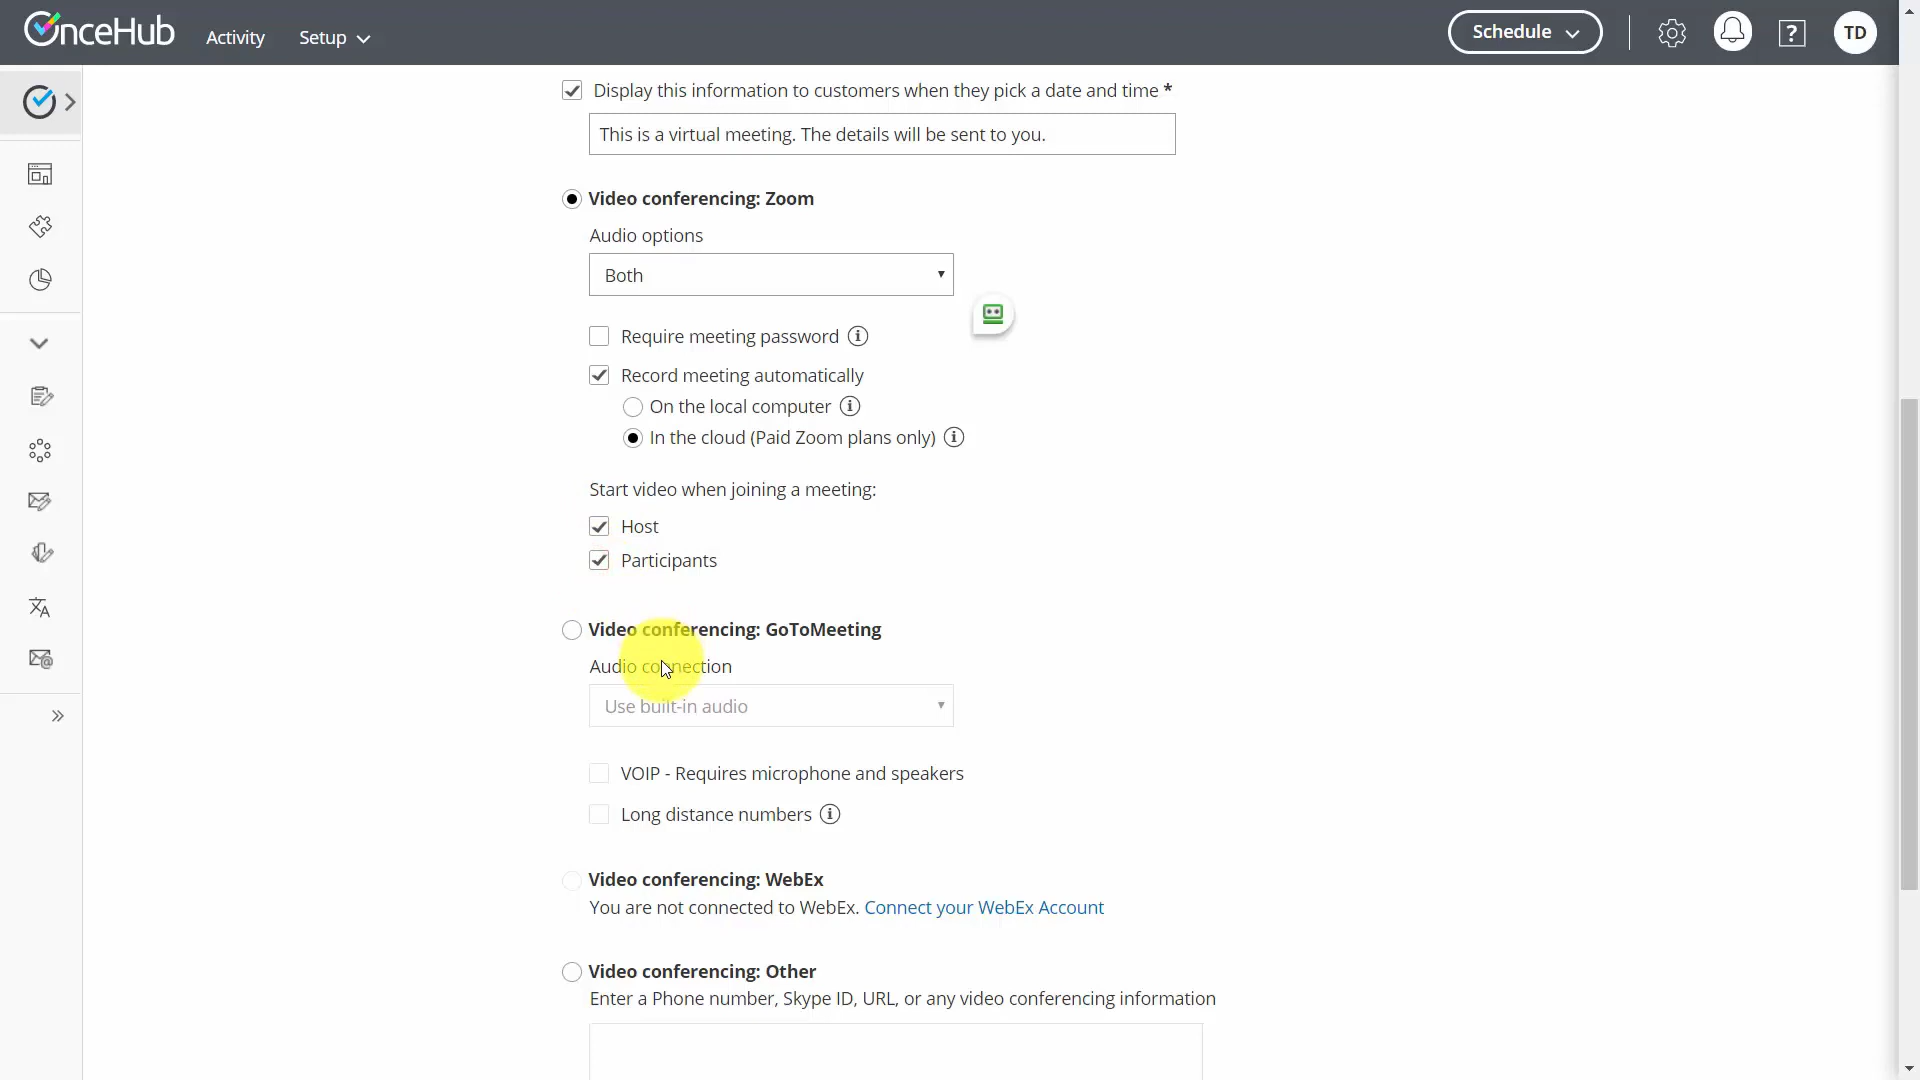 OnceHub
Activity
Setup
Schedule
?
TD
Display this information to customers when they pick a date and time *
This is a virtual meeting. The details will be sent to you.
Video conferencing: Zoom
Audio options
Both
Require meeting password
Record meeting automatically
On the local computer
In the cloud (Paid Zoom plans only)
Start video when joining a meeting:
Host
Participants
Video conferencing: GoToMeeting
Audio connection
Use built-in audio
VOIP - Requires microphone and speakers
Long distance numbers
Video conferencing: WebEx
You are not connected to WebEx. Connect your WebEx Account
Video conferencing: Other
Enter a Phone number, Skype ID, URL, or any video conferencing information